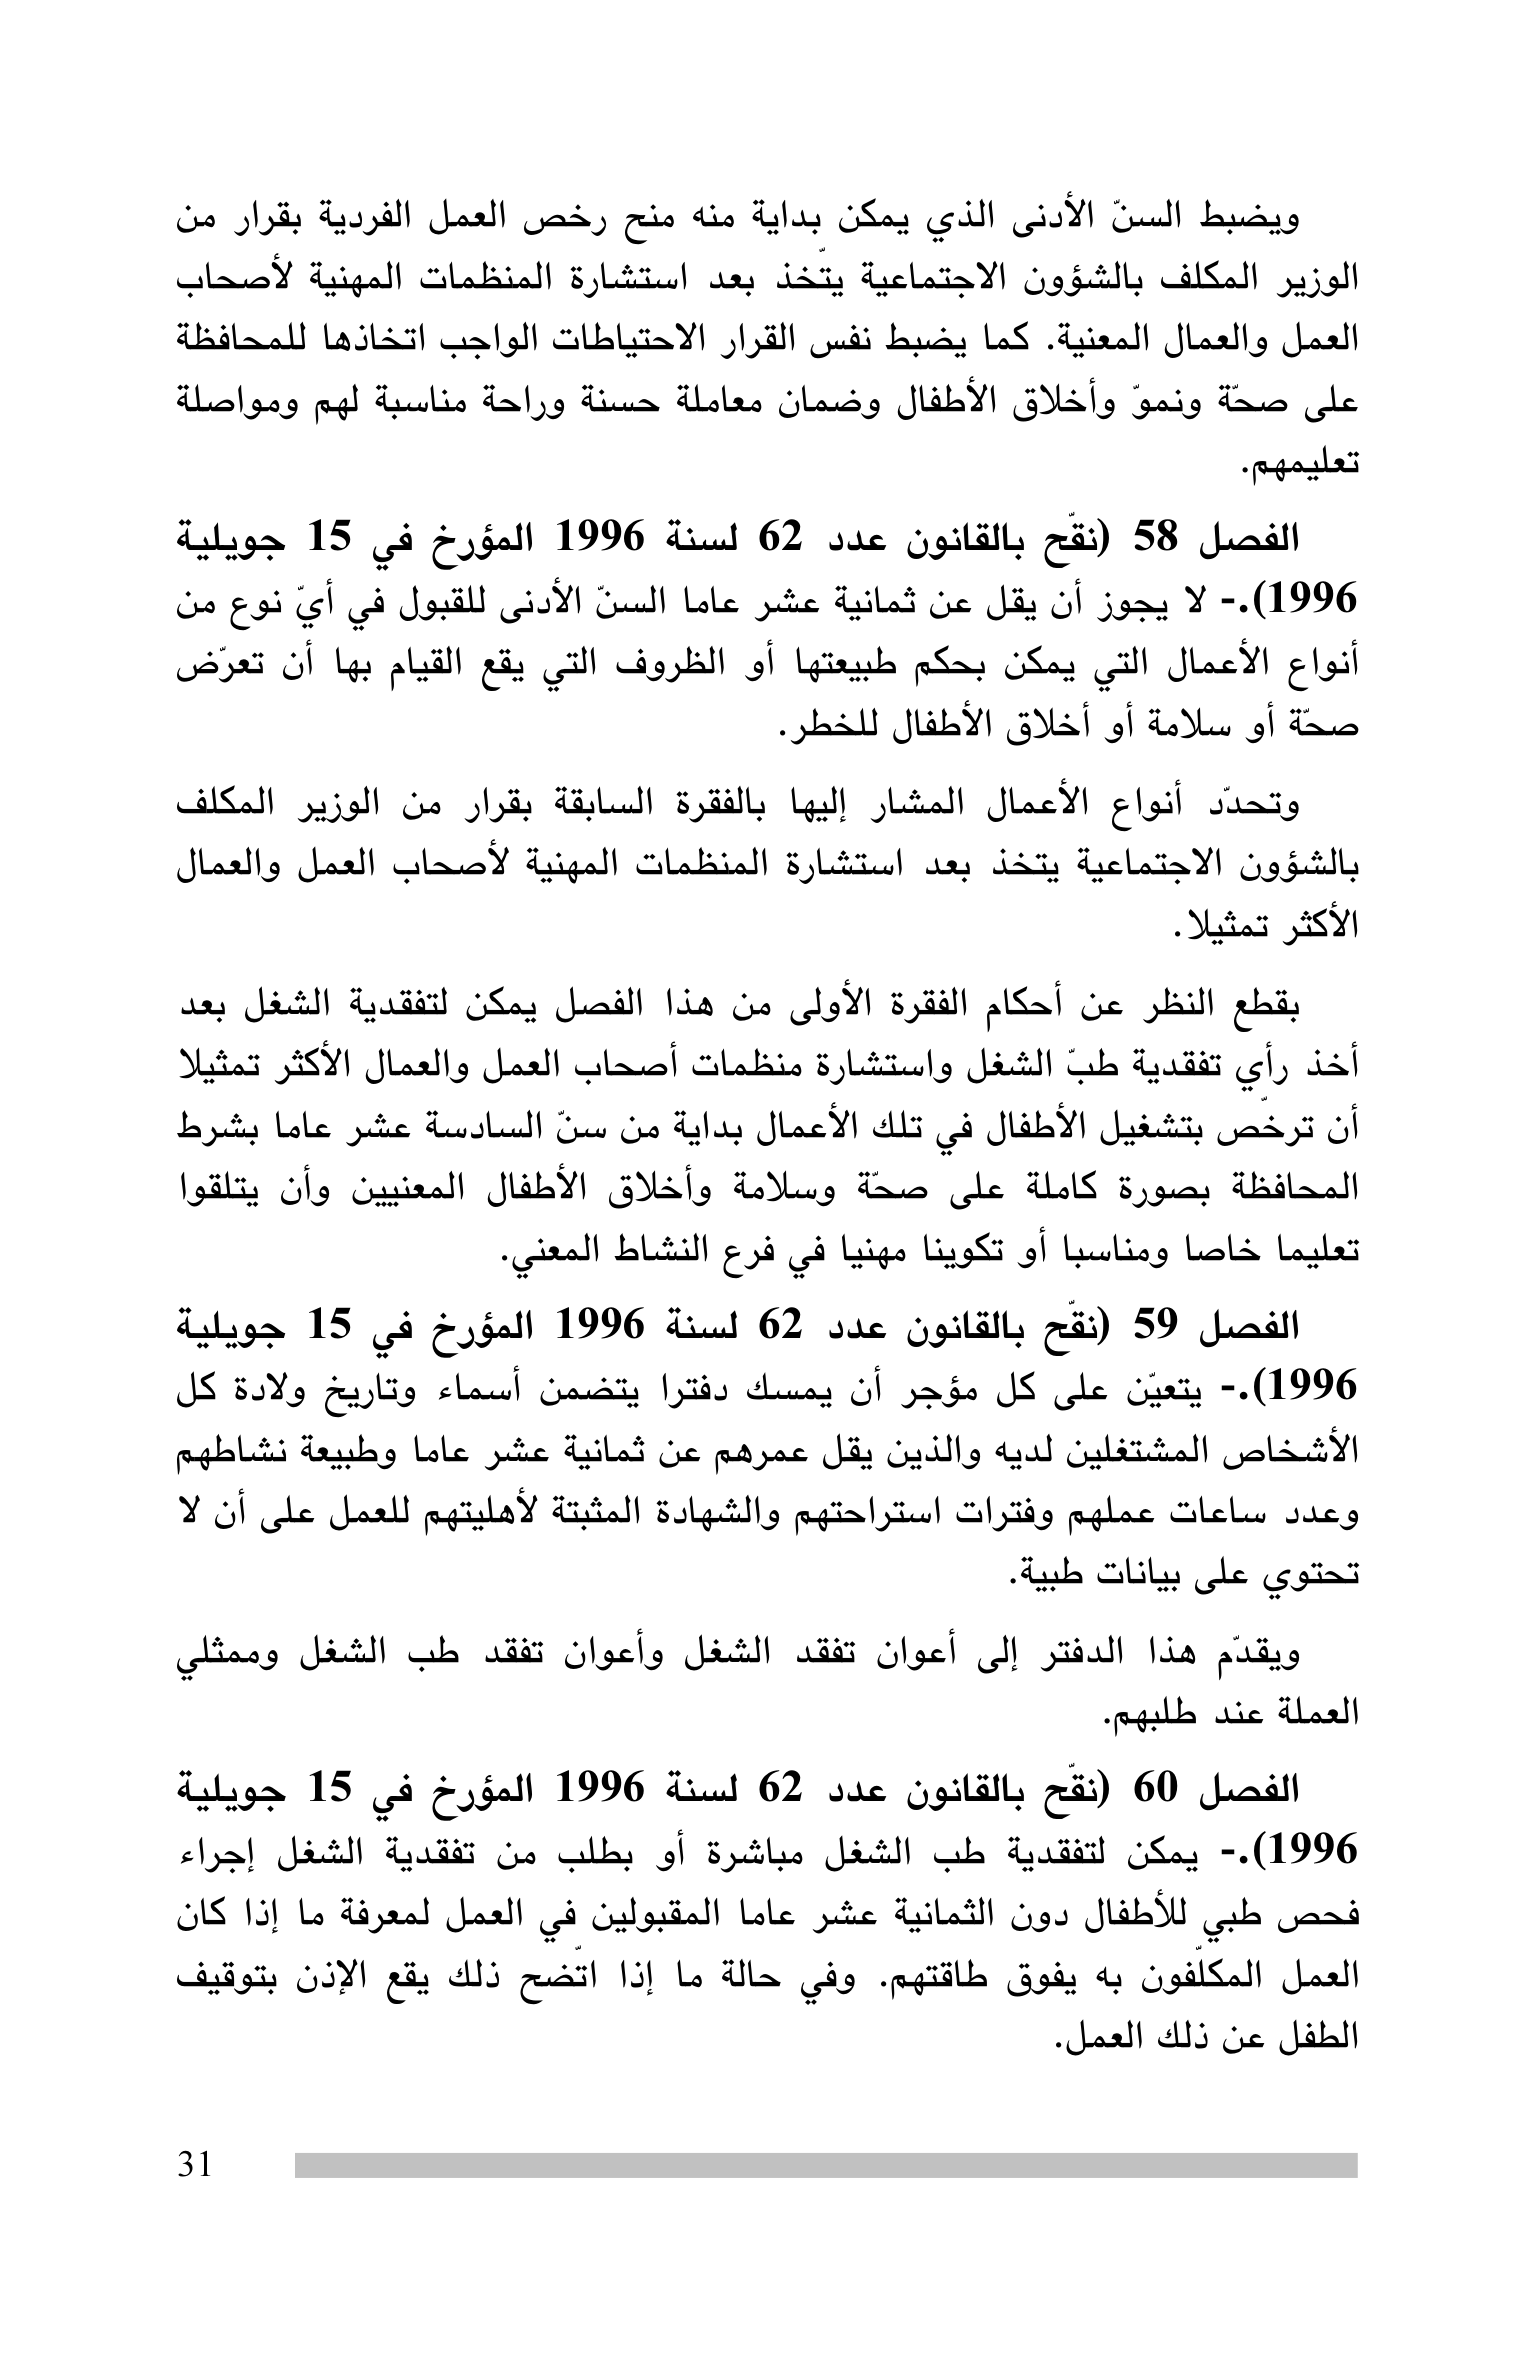 ويضبط السنّ الأدنى الذي يمكن بداية منه منح رخص العمل الفردية بقرار من
الوزير المكلف بالشؤون الاجتماعية يتّخذ بعد استشارة المنظمات المهنية لأصحاب
العمل والعمال المعنية. كما يضبط نفس القرار الاحتياطات الواجب اتخاذها للمحافظة
على صحّة ونموّ وأخلاق الأطفال وضمان معاملة حسنة وراحة مناسبة لهم ومواصلة
تعليمهم.
الفصل 58 (نقّح بالقانون عدد 62 لسنة 1996 المؤرخ في 15 جويلية
1996).- لا يجوز أن يقل عن ثمانية عشر عاما السنّ الأدنى للقبول في أيّ نوع من
أنواع الأعمال التي يمكن بحكم طبيعتها أو الظروف التي يقع القيام بها أن تعرّض
صحّة أو سلامة أو أخلاق الأطفال للخطر.
وتحدّد أنواع الأعمال المشار إليها بالفقرة السابقة بقرار من الوزير المكلف
بالشؤون الاجتماعية يتخذ بعد استشارة المنظمات المهنية لأصحاب العمل والعمال
الأكثر تمثيلا.
بقطع النظر عن أحكام الفقرة الأولى من هذا الفصل يمكن لتفقدية الشغل بعد
أخذ رأي تفقدية طبّ الشغل واستشارة منظمات أصحاب العمل والعمال الأكثر تمثيلا
أن ترخّص بتشغيل الأطفال في تلك الأعمال بداية من سنّ السادسة عشر عاما بشرط
المحافظة بصورة كاملة على صحّة وسلامة وأخلاق الأطفال المعنيين وأن يتلقوا
تعليما خاصا ومناسبا أو تكوينا مهنيا في فرع النشاط المعني.
الفصل 59 (نقّح بالقانون عدد 62 لسنة 1996 المؤرخ في 15 جويلية
1996).- يتعيّن على كل مؤجر أن يمسك دفترا يتضمن أسماء وتاريخ ولادة كل
الأشخاص المشتغلين لديه والذين يقل عمرهم عن ثمانية عشر عاما وطبيعة نشاطهم
وعدد ساعات عملهم وفترات استراحتهم والشهادة المثبتة لأهليتهم للعمل على أن لا
تحتوي على بيانات طبية.
ويقدّم هذا الدفتر إلى أعوان تفقد الشغل وأعوان تفقد طب الشغل وممثلي
العملة عند طلبهم.
الفصل 60 (نقّح بالقانون عدد 62 لسنة 1996 المؤرخ في 15 جويلية
1996).- يمكن لتفقدية طب الشغل مباشرة أو بطلب من تفقدية الشغل إجراء
فحص طبي للأطفال دون الثمانية عشر عاما المقبولين في العمل لمعرفة ما إذا كان
العمل المكلّفون به يفوق طاقتهم. وفي حالة ما إذا اتّضح ذلك يقع الإذن بتوقيف
الطفل عن ذلك العمل.
31